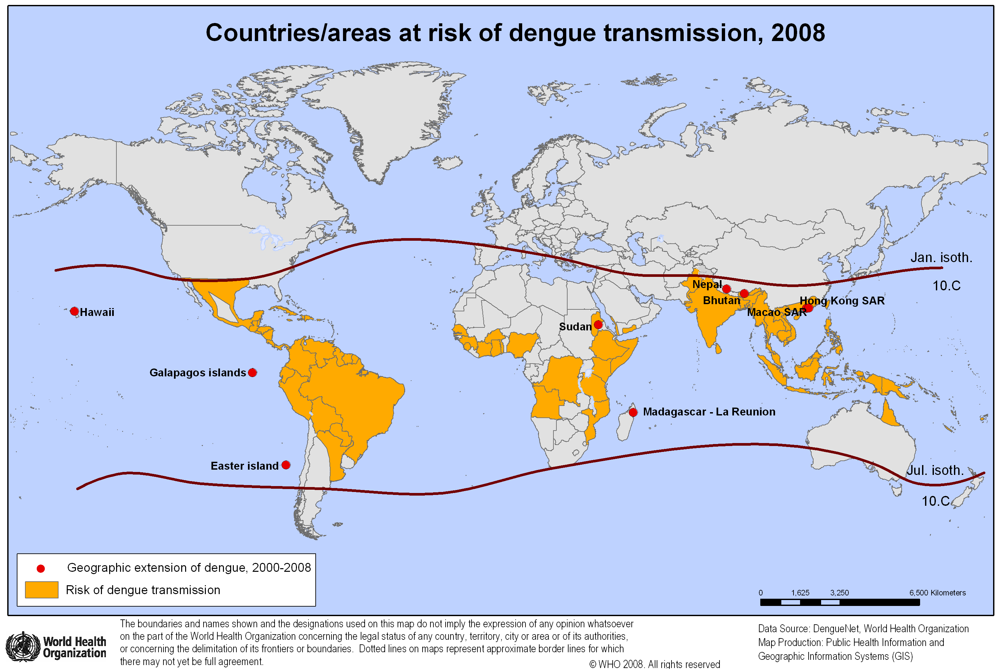 Countries/areas at risk of dengue transmission, 2008
Jan. isoth.
10.C
Nepal
Bhutan
Hong Kong SAR
Macao SAR
Hawaii
Sudan
Galapagos islands
Madagascar - La Reunion
Easter island
Jul. isoth.
10.C
Geographic extension of dengue, 2000-2008
Risk of dengue transmission
0 1,625 3,250 6,500 Kilometers
World Health
Organization
The boundaries and names shown and the designations used on this map do not imply the expression of any opinion whatsoever
on the part of the World Health Organization concerning the legal status of any country, territory, city or area or of its authorities,
or concerning the delimitation of its frontiers or boundaries. Dotted lines on maps represent approximate border lines for which
there may not yet be full agreement.
© WHO 2008. All rights reserved
Data Source: DengueNet, World Health Organization
Map Production: Public Health Information and
Geographic Information Systems (GIS)